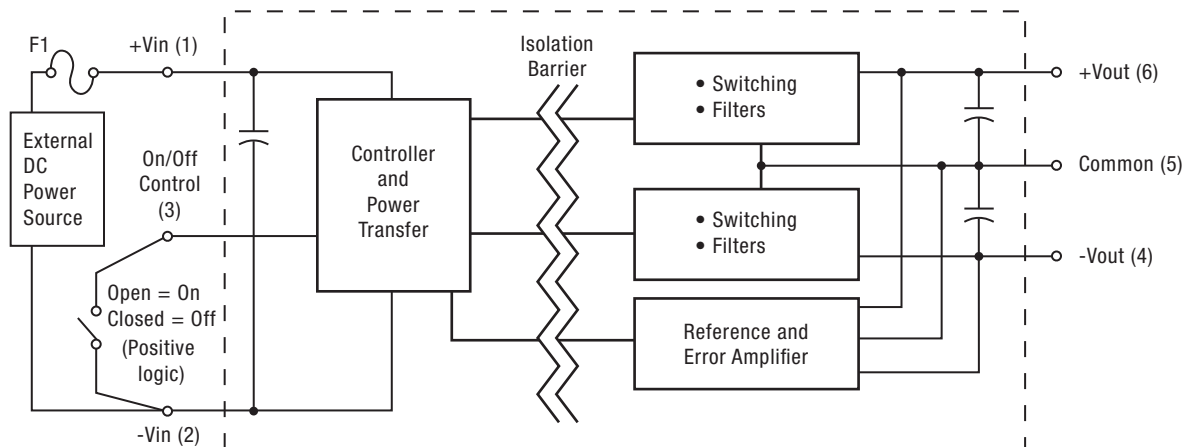 F1
+Vin (1)
External
DC
Power
Source
On/Off
Control
(3)
Open = On
Closed = Off
(Positive
logic)
-Vin (2)
Controller
and
Power
Transfer
Isolation
Barrier
• Switching
• Filters
• Switching
• Filters
Reference and
Error Amplifier
+Vout (6)
Common (5)
-Vout (4)